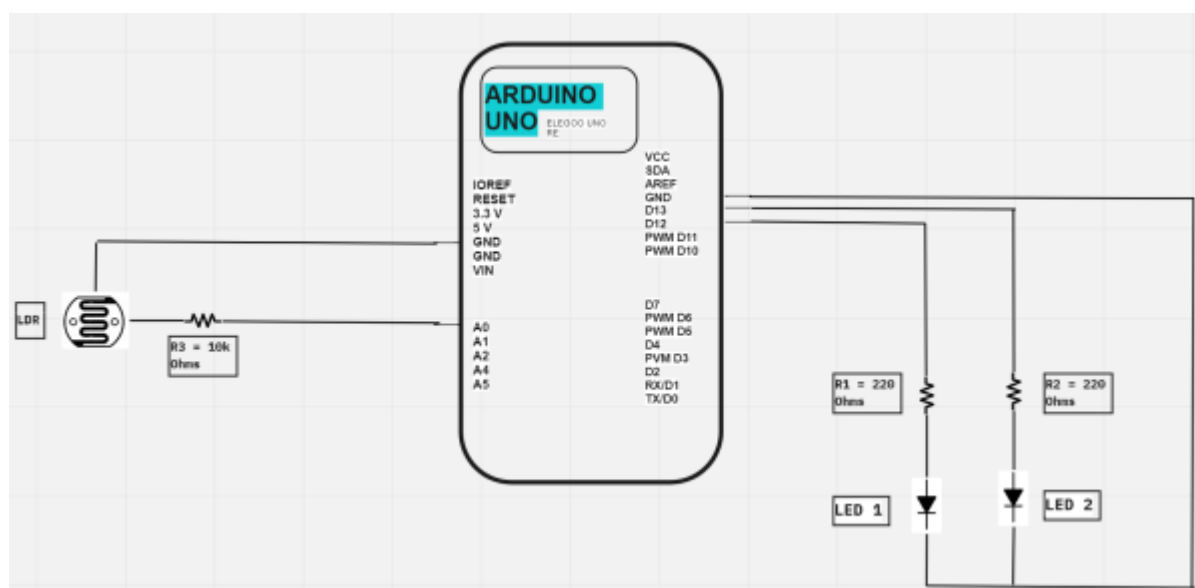 ARDUINO
UNO
ELEGOO UNO
RE
IOREF
RESET
3.3 V
5 V
GND
GND
VIN
A0
A1
A2
A4
A5
VCC
SDA
AREF
GND
D13
D12
PWM D11
PWM D10
D7
PWM D6
PWM D5
D4
PVM D3
D2
RX/D1
TX/D0
LDR
R3 = 10k
Ohms
R1 = 220
Ohms
R2 = 220
Ohms
LED 1
LED 2